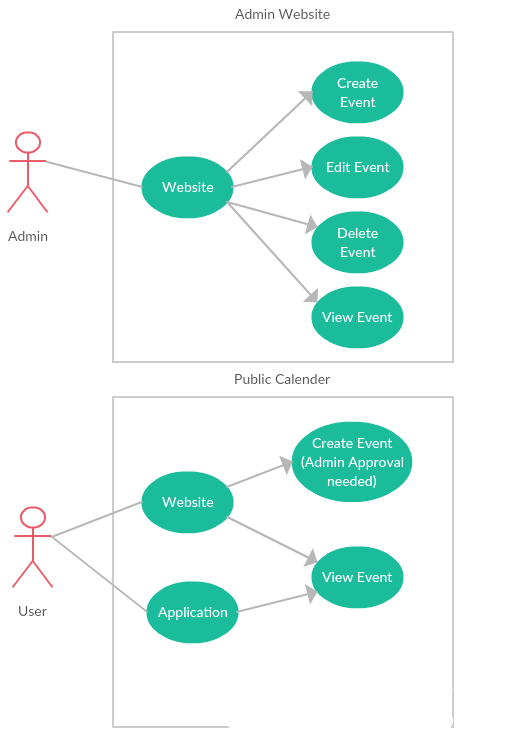 Admin Website
Create
Event
Edit Event
Website
Delete
Event
Admin
View Event
Public Calender
Create Event
(Admin Approval
needed)
Website
View Event
User
Application